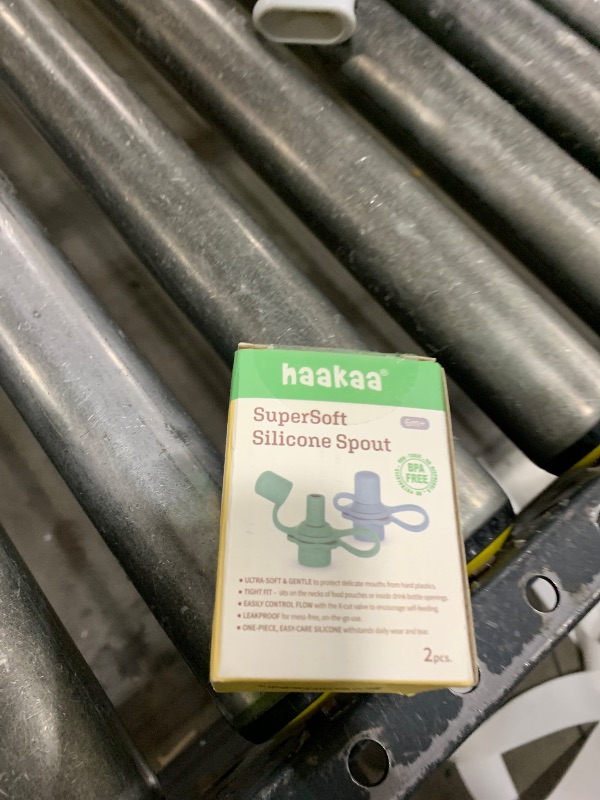 haakaa®
SuperSoft
Silicone Spout
6m+
BPA
FREE
• ULTRA-SOFT & GENTLE to protect delicate mouths from hard plastics.
• TIGHT FIT - sits on the necks of food pouches or inside drink bottle openings.
• EASILY CONTROL FLOW with the X-cut valve to encourage self-feeding.
• LEAKPROOF for mess-free, on-the-go use.
• ONE-PIECE, EASY-CARE SILICONE withstands daily wear and tear.
2pcs.